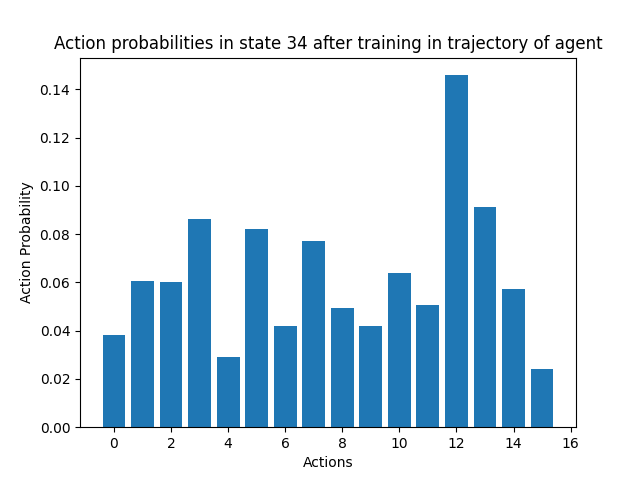 Action probabilities in state 34 after training in trajectory of agent
0.14
0.12
0.10
0.08
0.06
0.04
0.02
0.00
Action Probability
0 2 4 6 8 10 12 14 16
Actions